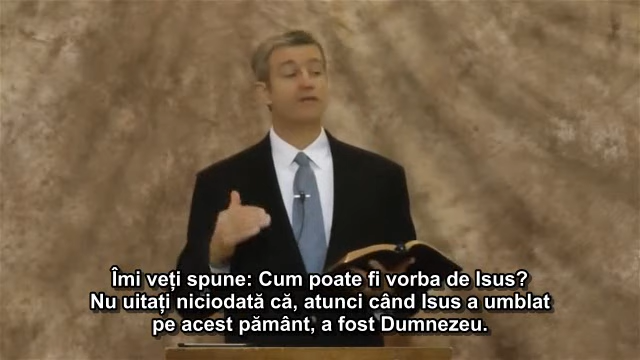 Îmi veți spune: Cum poate fi vorba de Isus?
Nu uitați niciodată că, atunci când Isus a umblat
pe acest pământ, a fost Dumnezeu.